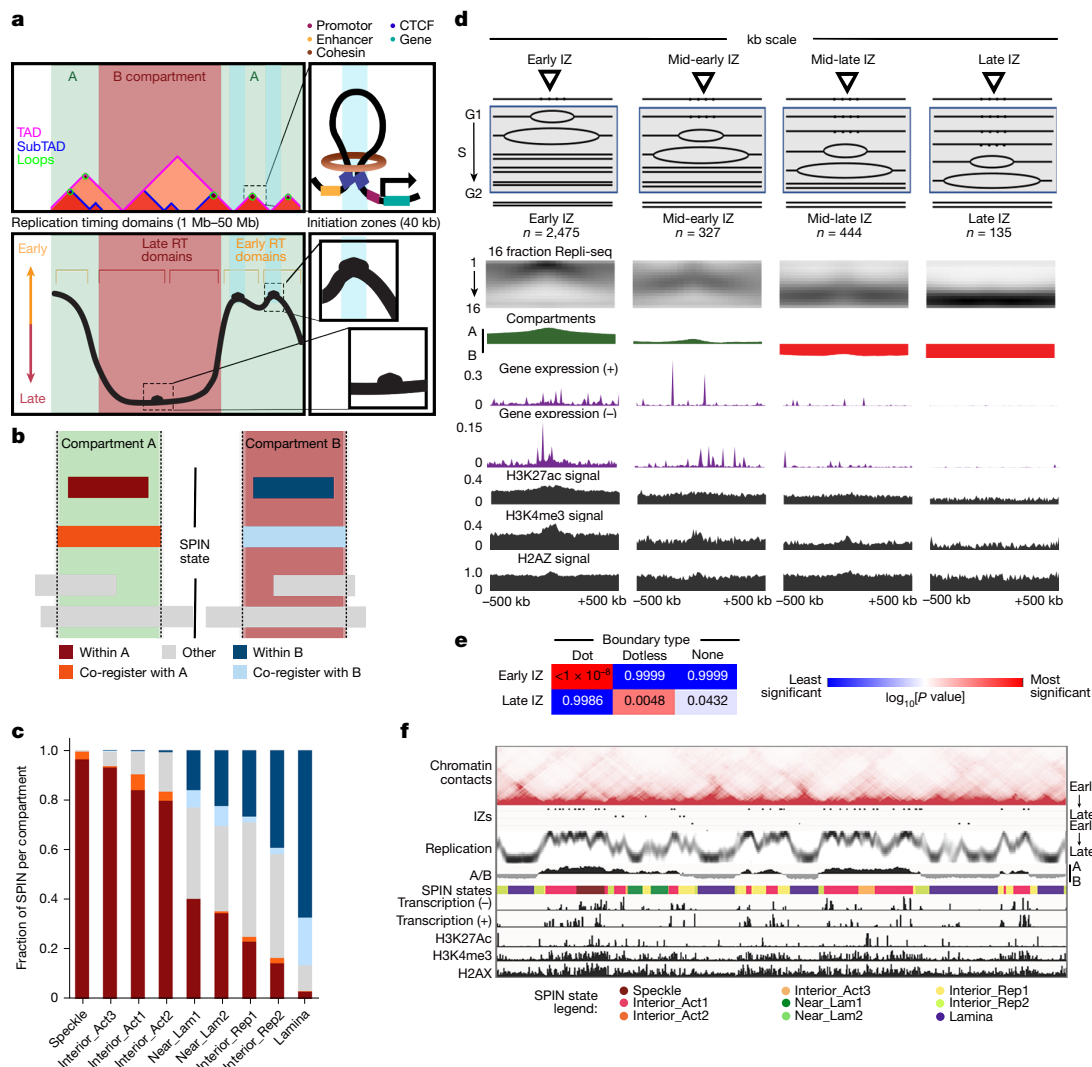 a
Promotor
CTCF
Enhancer
Gene
Cohesin
A
B compartment
A
TAD
SubTAD
Loops
Replication timing domains (1 Mb–50 Mb)
Initiation zones (40 kb)
Early
Late RT
domains
Early RT
domains
Late
b
Compartment A
Compartment B
SPIN
state
Within A
Other
Within B
Co-register with A
Co-register with B
c
Fraction of SPIN per compartment
1.0
0.8
0.6
0.4
0.2
0
Speckle
Interior_Act3
Interior_Act1
Interior_Act2
Near_Lam1
Near_Lam2
Interior_Rep1
Interior_Rep2
Lamina
d
kb scale
Early IZ
Mid-early IZ
Mid-late IZ
Late IZ
G1
S
G2
Early IZ
Mid-early IZ
Mid-late IZ
Late IZ
n = 2,475
n = 327
n = 444
n = 135
16 fraction Repli-seq
1
16
Compartments
A
B
Gene expression (+)
0.3
0
Gene expression (–)
0.15
0
H3K27ac signal
0.4
0
H3K4me3 signal
0.4
0
H2AZ signal
1.0
0
–500 kb
+500 kb
–500 kb
+500 kb
–500 kb
+500 kb
–500 kb
+500 kb
e
Boundary type
Dot
Dotless
None
Early IZ
<1 × 10⁻⁶
0.9999
0.9999
Late IZ
0.9986
0.0048
0.0432
Least
significant
log₁₀[P value]
Most
significant
f
Chromatin
contacts
Early
IZs
Late
Early
Replication
Late
A/B
A
B
SPIN states
Transcription (–)
Transcription (+)
H3K27Ac
H3K4me3
H2AX
SPIN state
legend:
Speckle
Interior_Act3
Interior_Rep1
Interior_Act1
Near_Lam1
Interior_Rep2
Interior_Act2
Near_Lam2
Lamina